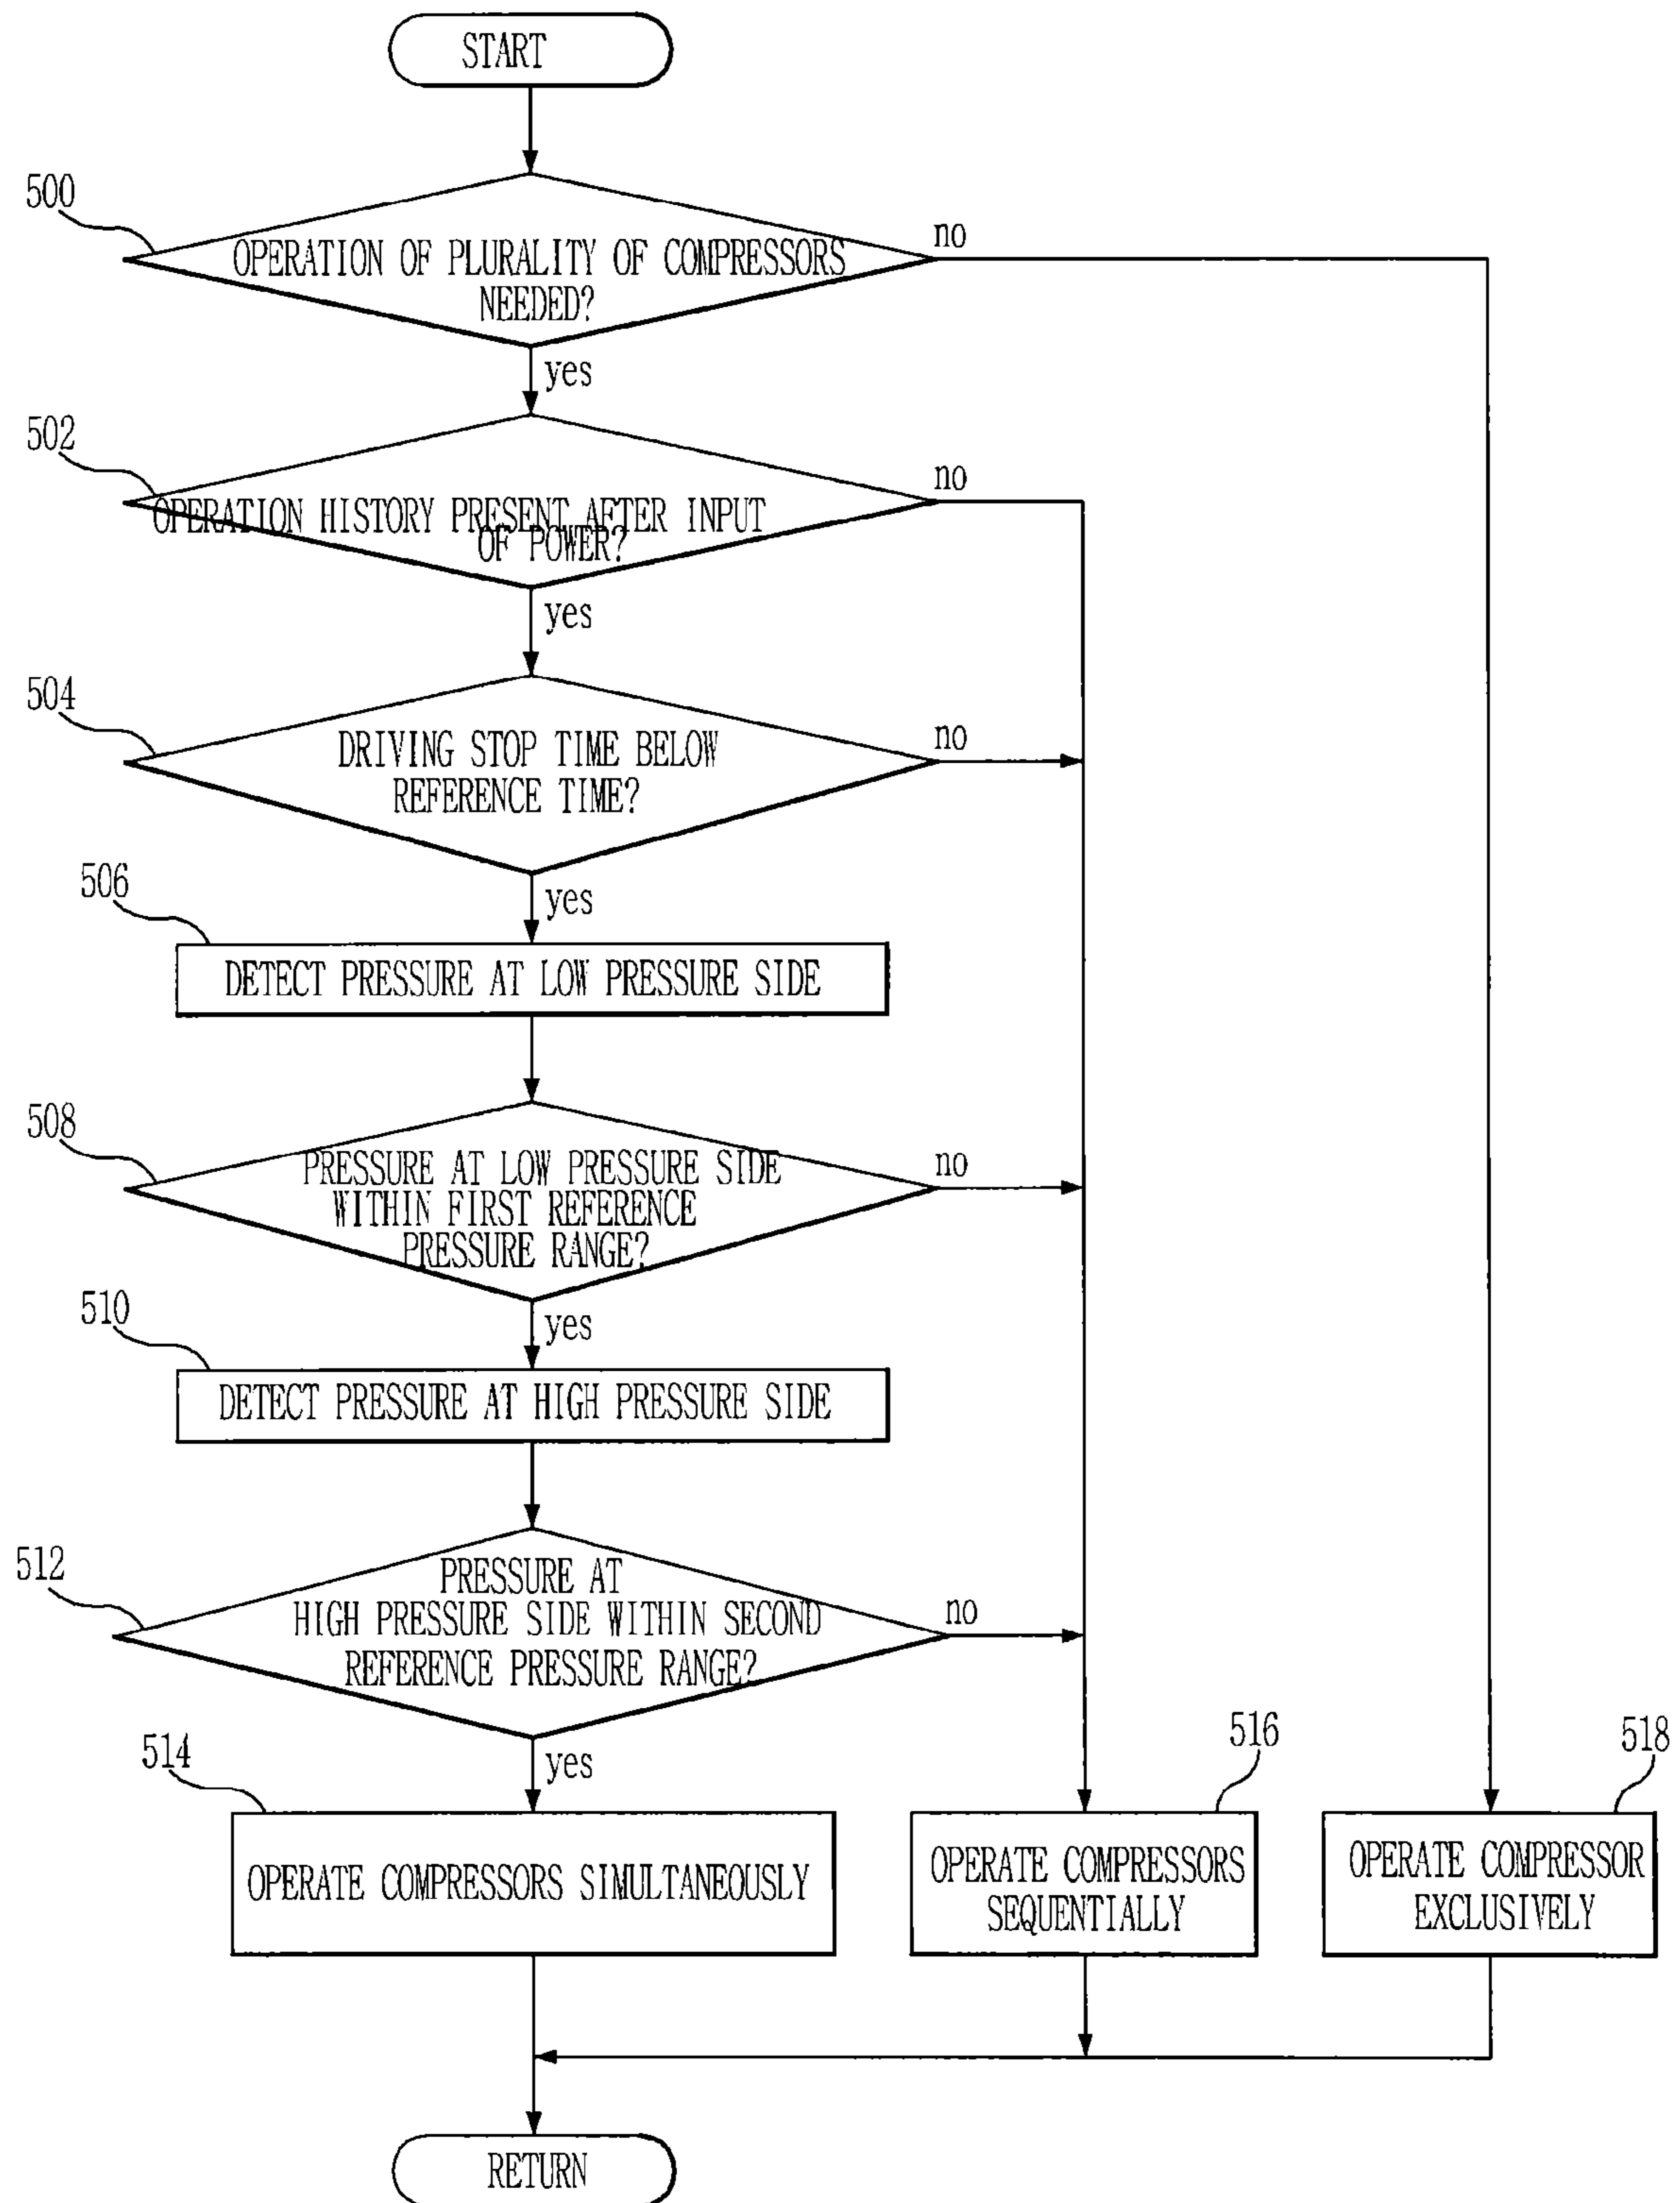 START
500
OPERATION OF PLURALITY OF COMPRESSORS
NEEDED?
no
yes
502
OPERATION HISTORY PRESENT AFTER INPUT
OF POWER?
no
yes
504
DRIVING STOP TIME BELOW
REFERENCE TIME?
no
yes
506
DETECT PRESSURE AT LOW PRESSURE SIDE
508
PRESSURE AT LOW PRESSURE SIDE
WITHIN FIRST REFERENCE
PRESSURE RANGE?
no
yes
510
DETECT PRESSURE AT HIGH PRESSURE SIDE
512
PRESSURE AT
HIGH PRESSURE SIDE WITHIN SECOND
REFERENCE PRESSURE RANGE?
no
yes
514
OPERATE COMPRESSORS SIMULTANEOUSLY
516
OPERATE COMPRESSORS
SEQUENTIALLY
518
OPERATE COMPRESSOR
EXCLUSIVELY
RETURN